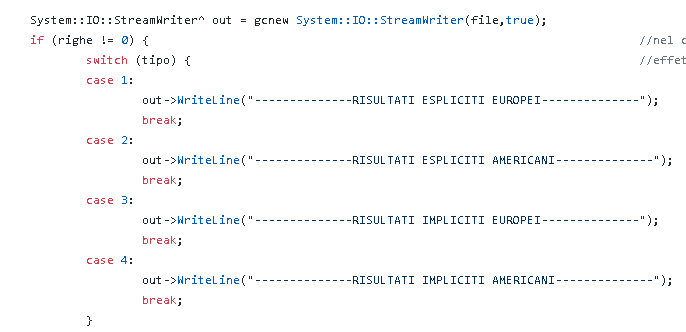 System::IO::StreamWriter^ out = gcnew System::IO::StreamWriter(file,true);
if (righe != 0) { //nel c
switch (tipo) { //effet
case 1:
out->WriteLine("--------------RISULTATI ESPLICITI EUROPEI--------------");
break;
case 2:
out->WriteLine("--------------RISULTATI ESPLICITI AMERICANI--------------");
break;
case 3:
out->WriteLine("--------------RISULTATI IMPLICITI EUROPEI--------------");
break;
case 4:
out->WriteLine("--------------RISULTATI IMPLICITI AMERICANI--------------");
break;
}